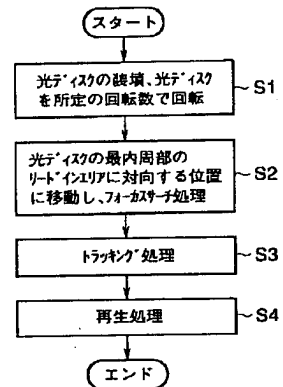 スタート
光ディスクの装填、光ディスク
を所定の回転数で回転
S1
光ディスクの最内周部の
リードインエリアに対向する位置
に移動し、フォーカスサーチ処理
S2
トラッキング処理
S3
再生処理
S4
エンド